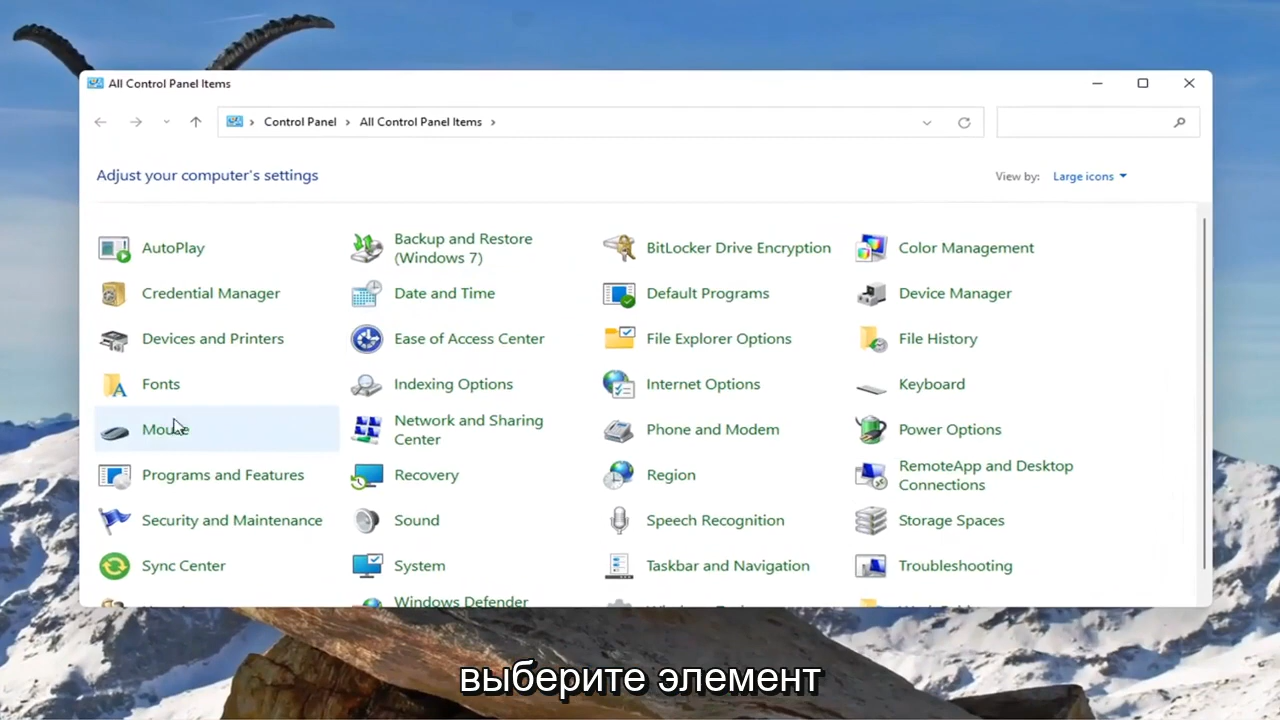 All Control Panel Items
Control Panel
All Control Panel Items
Adjust your computer's settings
View by:
Large icons
AutoPlay
Backup and Restore
(Windows 7)
BitLocker Drive Encryption
Color Management
Credential Manager
Date and Time
Default Programs
Device Manager
Devices and Printers
Ease of Access Center
File Explorer Options
File History
Fonts
Indexing Options
Internet Options
Keyboard
Mouse
Network and Sharing
Center
Phone and Modem
Power Options
Programs and Features
Recovery
Region
RemoteApp and Desktop
Connections
Security and Maintenance
Sound
Speech Recognition
Storage Spaces
Sync Center
System
Taskbar and Navigation
Troubleshooting
Windows Defender
выберите элемент